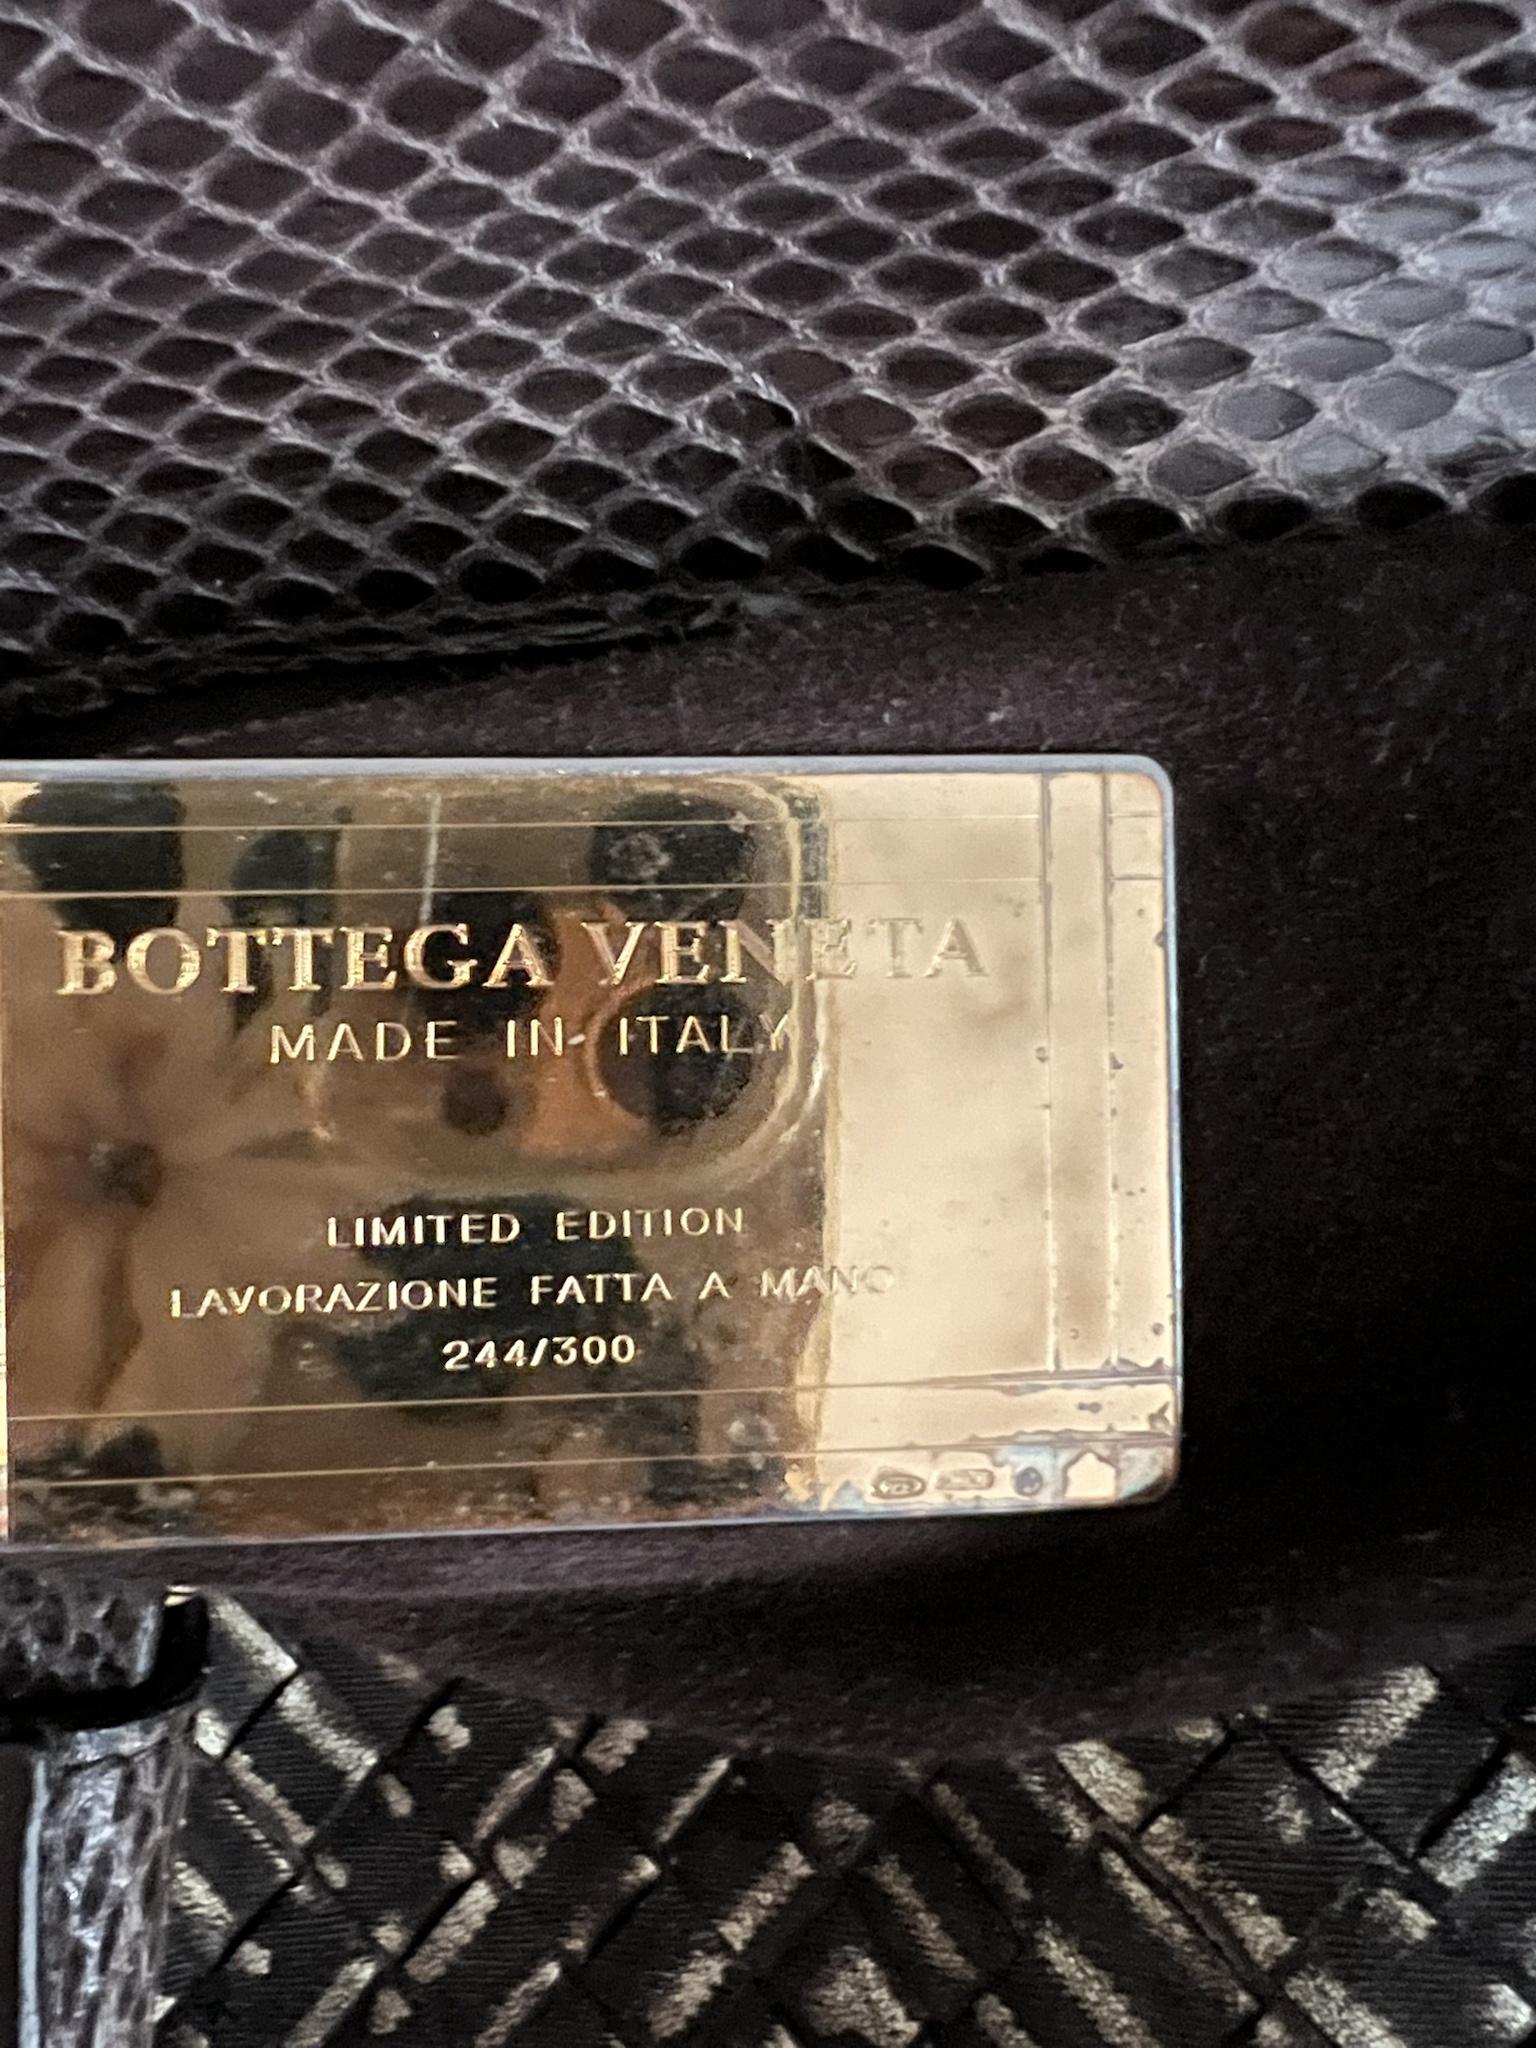 BOTTEGA VENETA
MADE IN ITALY
LIMITED EDITION
LAVORAZIONE FATTA A MANO
244/300